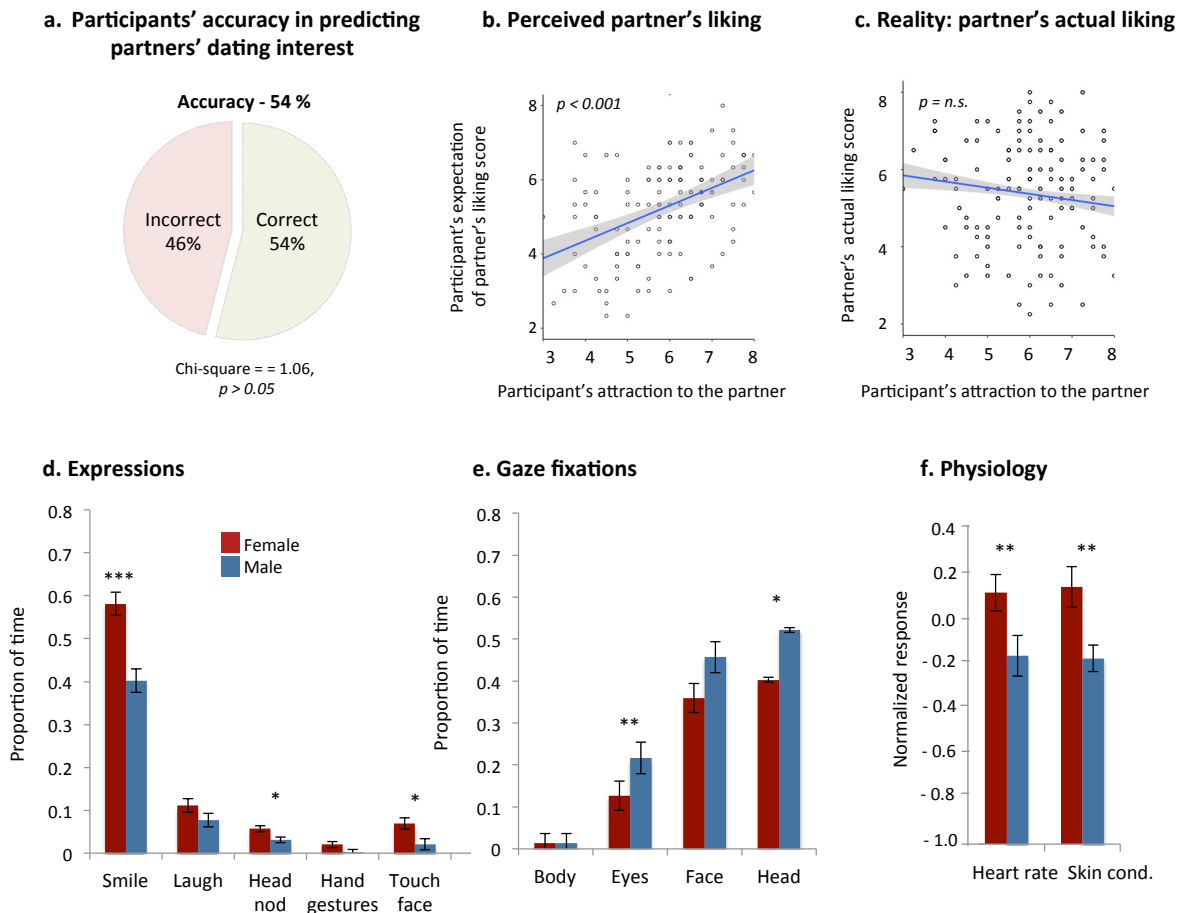 a. Participants' accuracy in predicting
partners' dating interest
Accuracy - 54 %
Incorrect
46%
Correct
54%
Chi-square = = 1.06,
p > 0.05
b. Perceived partner's liking
p < 0.001
Participant's expectation
of partner's liking score
8
6
4
2
3 4 5 6 7 8
Participant's attraction to the partner
c. Reality: partner's actual liking
p = n.s.
Partner's actual liking score
8
6
4
2
3 4 5 6 7 8
Participant's attraction to the partner
d. Expressions
Proportion of time
0.8
0.7
0.6
0.5
0.4
0.3
0.2
0.1
0
Female
Male
***
*
*
Smile Laugh Head Hand Touch
nod gestures face
e. Gaze fixations
Proportion of time
0.8
0.7
0.6
0.5
0.4
0.3
0.2
0.1
0
**
*
Body Eyes Face Head
f. Physiology
Normalized response
0.4
0.2
0.0
- 0.2
- 0.4
- 0.6
- 0.8
- 1.0
** **
Heart rate Skin cond.